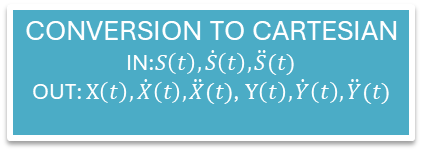 CONVERSION TO CARTESIAN
IN:S(t),Ṡ(t),S̈(t)
OUT: X(t),Ẋ(t),Ẍ(t), Y(t),Ẏ(t),Ÿ(t)